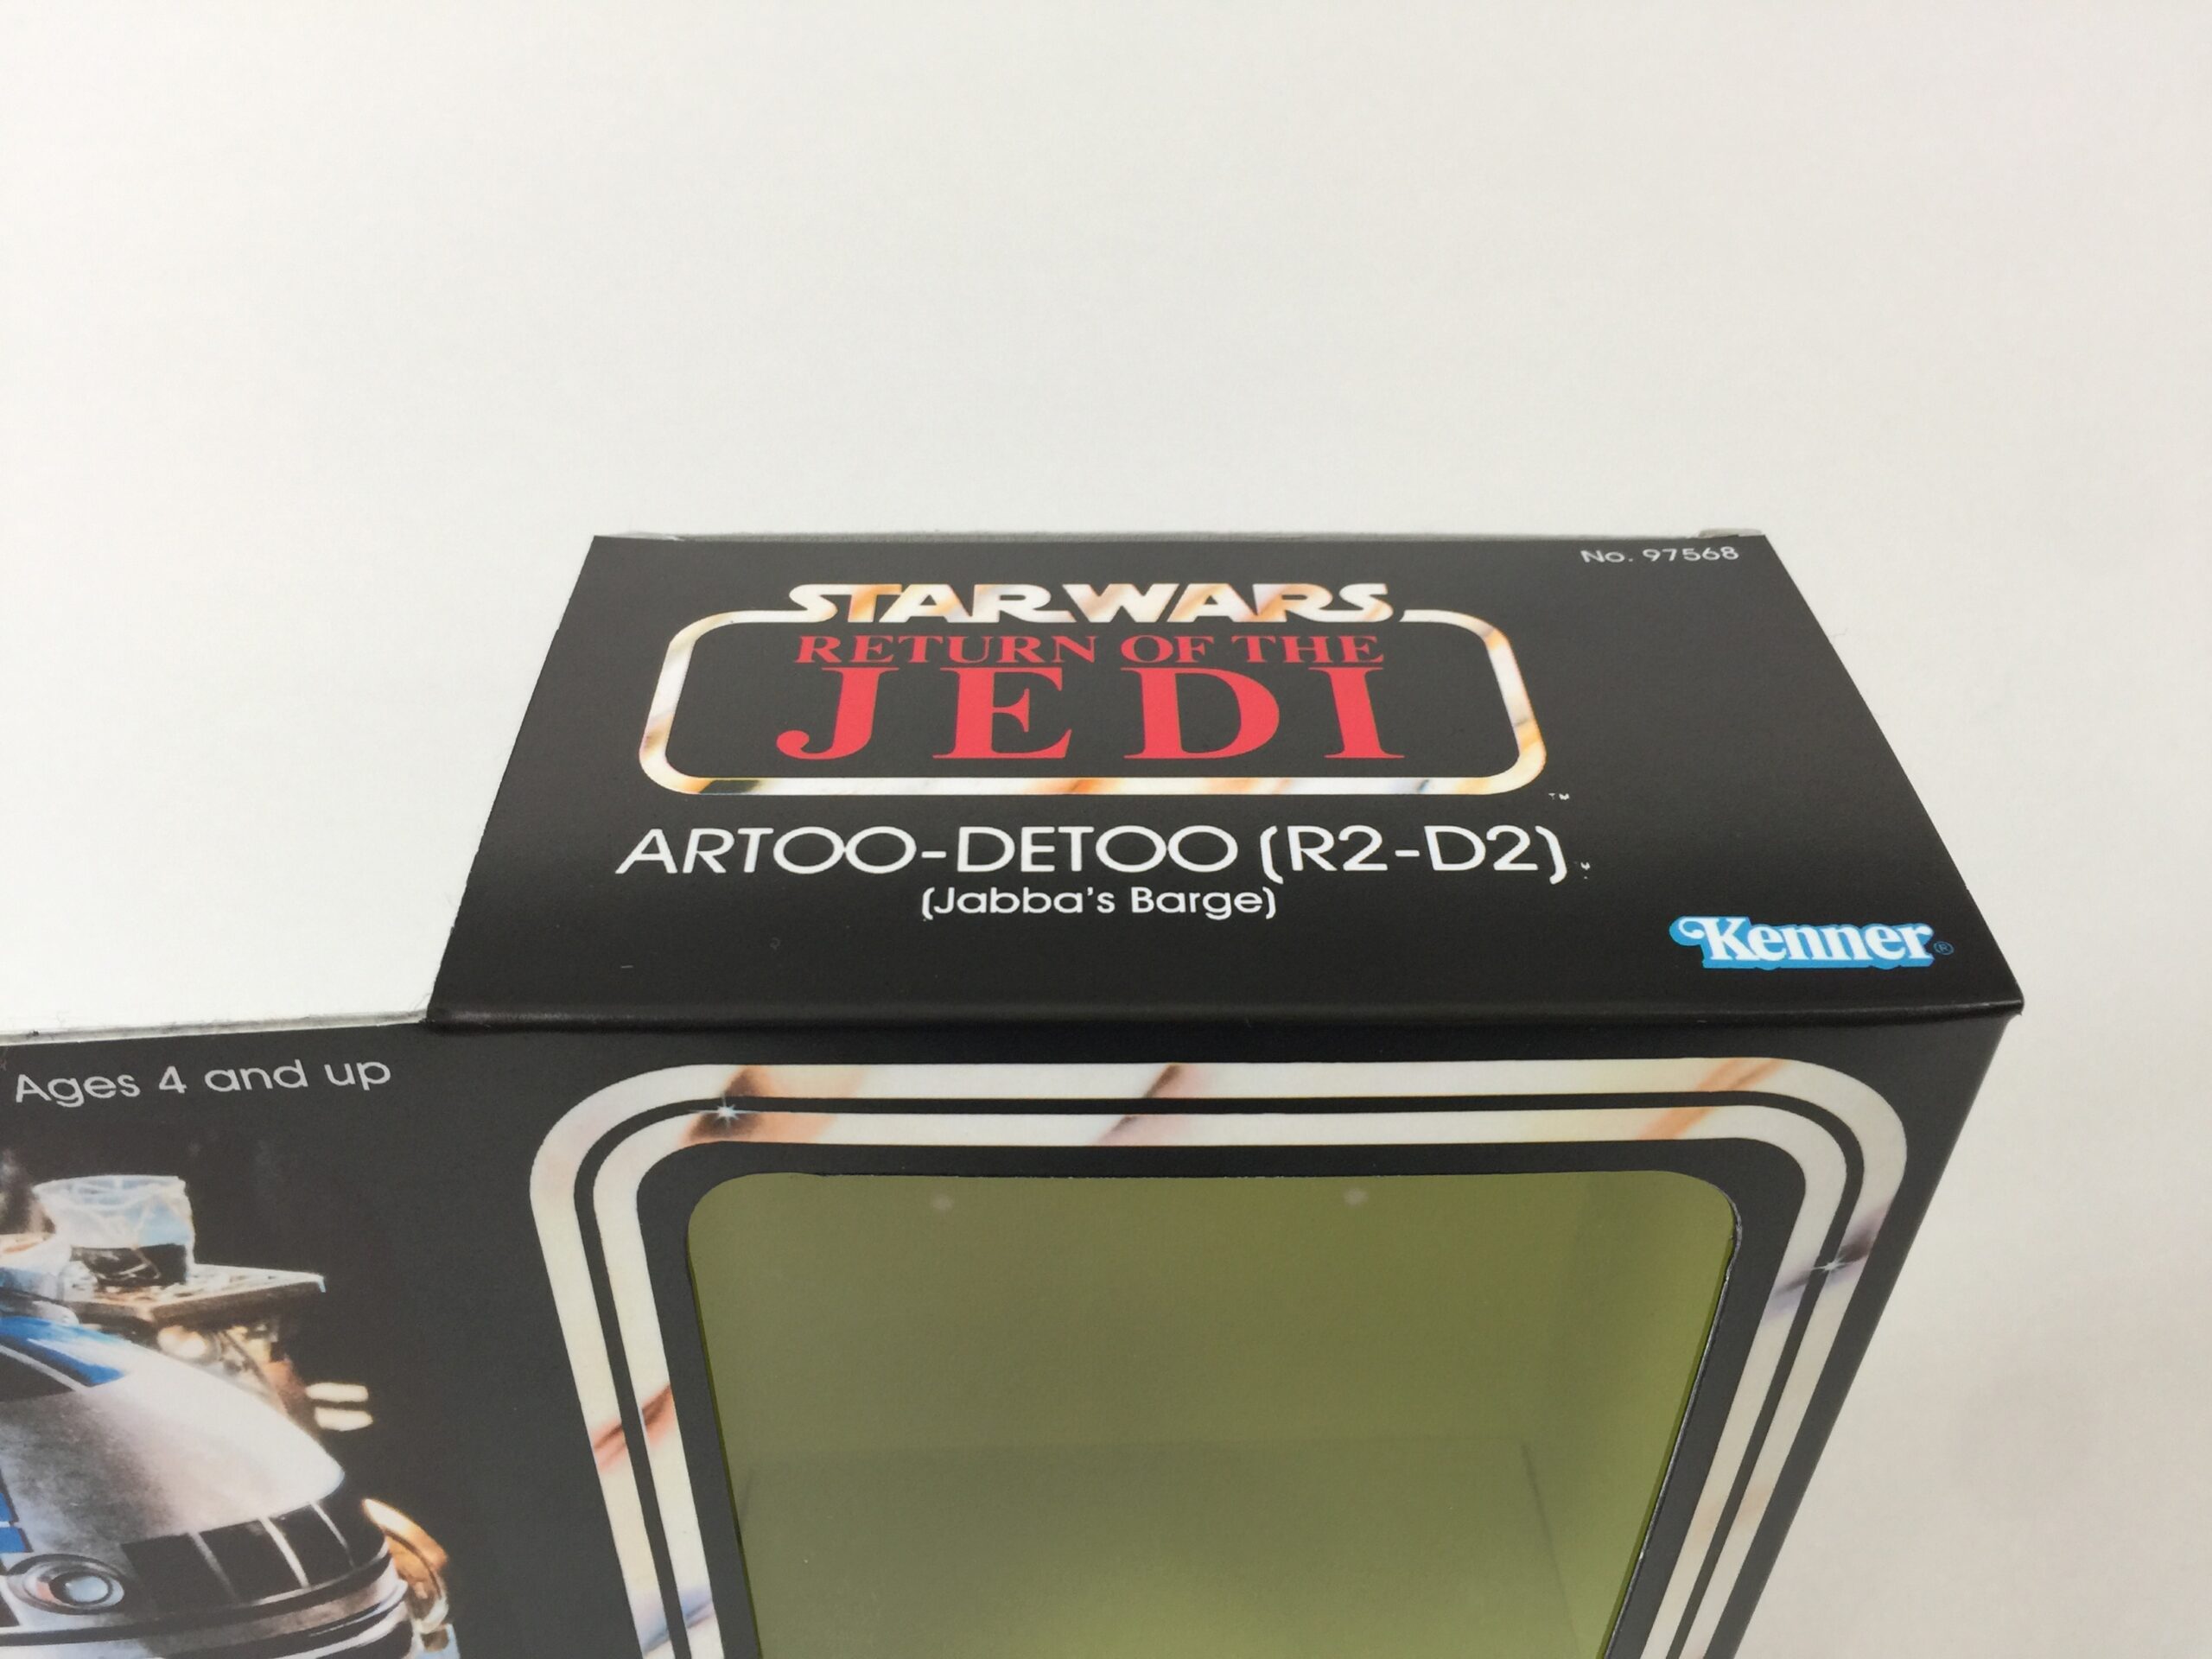 No. 97568
STAR WARS
RETURN OF THE
JEDI
TM
ARTOO-DETOO (R2-D2)
(Jabba's Barge)
Kenner®
Ages 4 and up